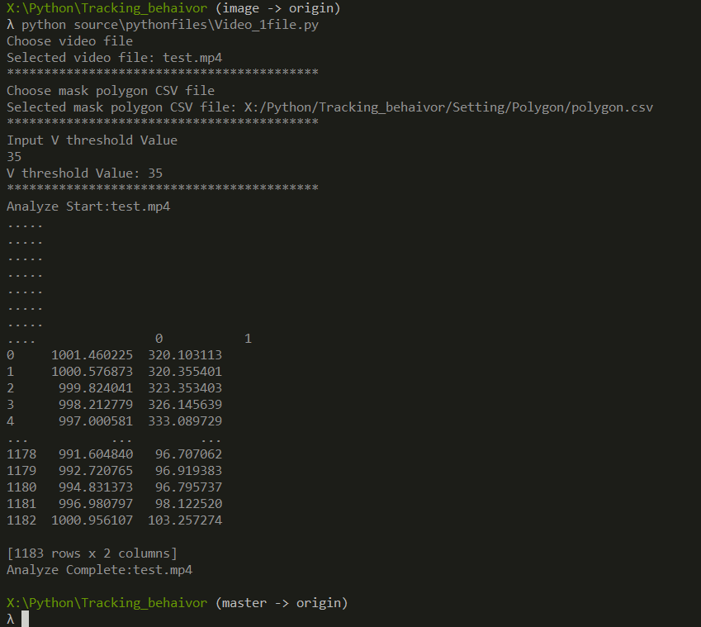 X:\Python\Tracking_behaivor (image -> origin)
λ python source\pythonfiles\Video_1file.py
Choose video file
Selected video file: test.mp4
******************************************
Choose mask polygon CSV file
Selected mask polygon CSV file: X:/Python/Tracking_behaivor/Setting/Polygon/polygon.csv
******************************************
Input V threshold Value
35
V threshold Value: 35
******************************************
Analyze Start:test.mp4
.....
.....
.....
.....
.....
.....
.....
.... 0 1
0 1001.460225 320.103113
1 1000.576873 320.355401
2 999.824041 323.353403
3 998.212779 326.145639
4 997.000581 333.089729
... ... ...
1178 991.604840 96.707062
1179 992.720765 96.919383
1180 994.831373 96.795737
1181 996.980797 98.122520
1182 1000.956107 103.257274
[1183 rows x 2 columns]
Analyze Complete:test.mp4
X:\Python\Tracking_behaivor (master -> origin)
λ